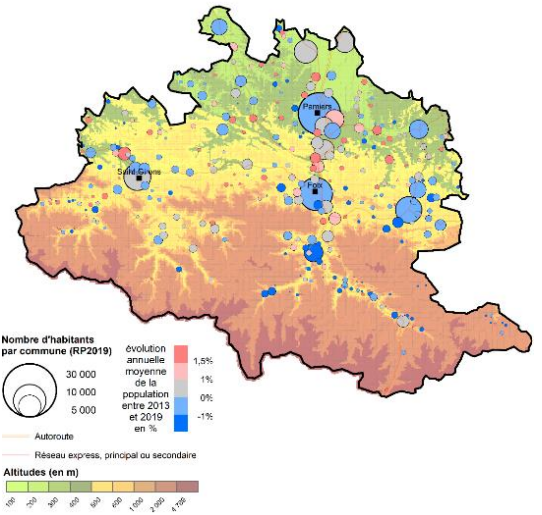 Pamiers
Saint-Girons
Foix
Nombre d'habitants
par commune (RP2019)
30 000
10 000
5 000
évolution
annuelle
moyenne
de la
population
entre 2013
et 2019
en %
1,5%
1%
0%
-1%
Autoroute
Réseau express, principal ou secondaire
Altitudes (en m)
100 200 300 400 500 600 1 000 2 000 4 700